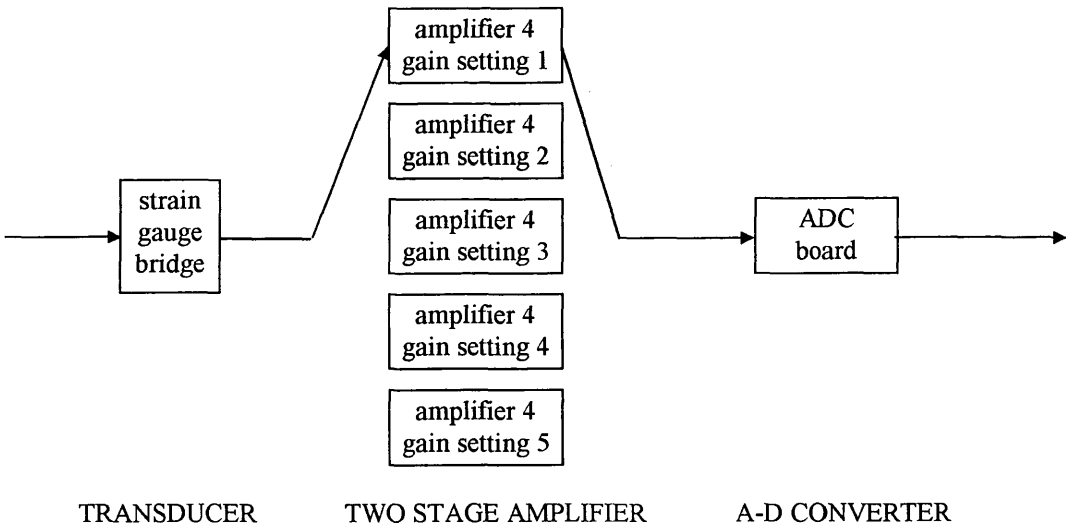 amplifier 4
gain setting 1
amplifier 4
gain setting 2
strain
gauge
bridge
amplifier 4
gain setting 3
ADC
board
amplifier 4
gain setting 4
amplifier 4
gain setting 5
TRANSDUCER
TWO STAGE AMPLIFIER
A-D CONVERTER